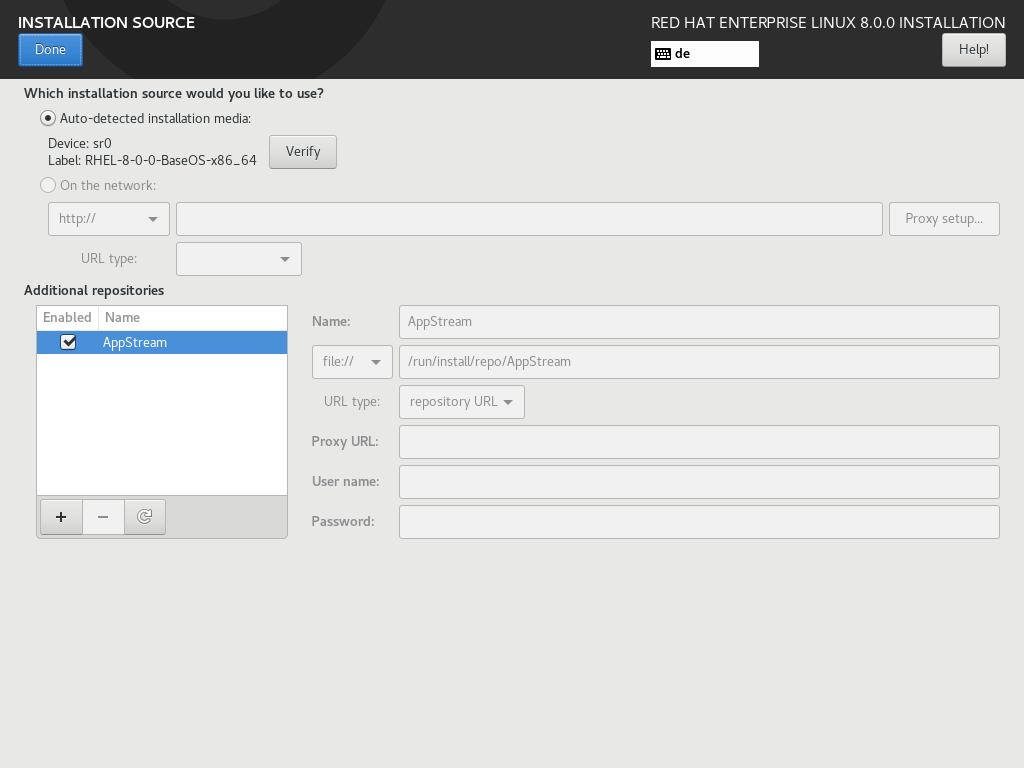 INSTALLATION SOURCE
RED HAT ENTERPRISE LINUX 8.0.0 INSTALLATION
Done
de
Help!
Which installation source would you like to use?
Auto-detected installation media:
Device: sr0
Label: RHEL-8-0-0-BaseOS-x86_64
Verify
On the network:
http://
Proxy setup...
URL type:
Additional repositories
Enabled Name
AppStream
Name: AppStream
file:// /run/install/repo/AppStream
URL type: repository URL
Proxy URL:
User name:
Password:
+ −